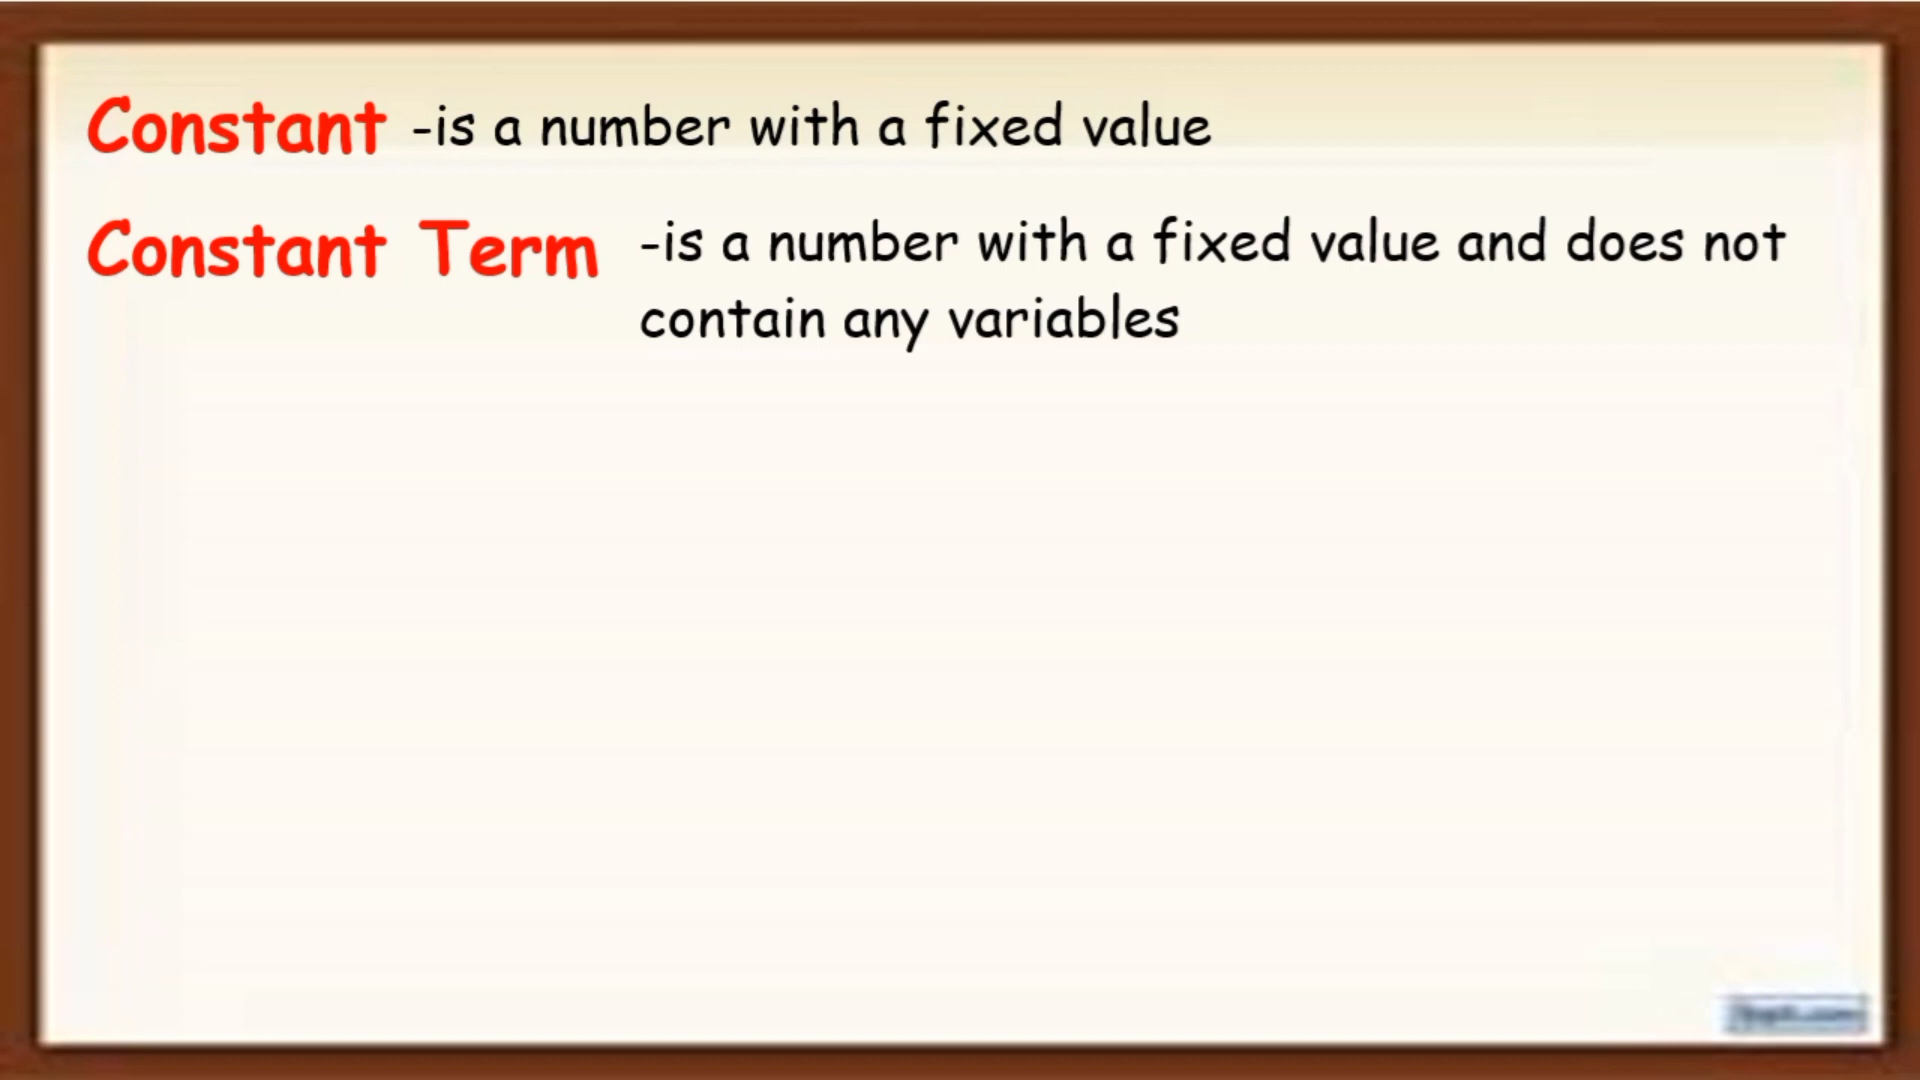 Constant -is a number with a fixed value
Constant Term -is a number with a fixed value and does not
contain any variables